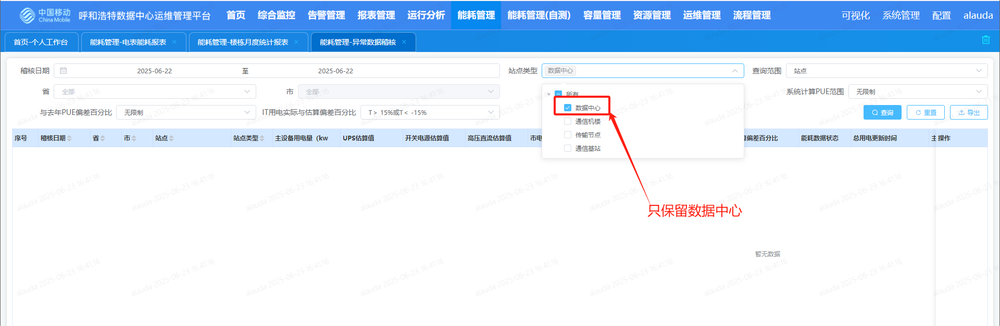 中国移动
China Mobile
呼和浩特数据中心运维管理平台
首页 综合监控 告警管理 报表管理 运行分析 能耗管理 能耗管理(自测) 容量管理 资源管理 运维管理 流程管理
可视化 系统管理 配置 alauda
首页-个人工作台 能耗管理-电表能耗报表 × 能耗管理-楼栋月度统计报表 × 能耗管理-异常数据稽核 ×
稽核日期 2025-06-22 至 2025-06-22 站点类型 数据中心 查询范围 站点
省 全部 市 全部 系统计算PUE范围 无限制
所有
与去年PUE偏差百分比 无限制 IT用电实际与估算偏差百分比 T > 15%或T < -15% 查询 重置 导出
数据中心
通信机楼
传输节点
通信基站
序号 稽核日期 省 市 站点 站点类型 主设备用电量（kw UPS估算值 开关电源估算值 高压直流估算值 市电 偏差百分比 能耗数据状态 总用电更新时间 主 操作
只保留数据中心
暂无数据
alauda 2025-06-23 16:41:16